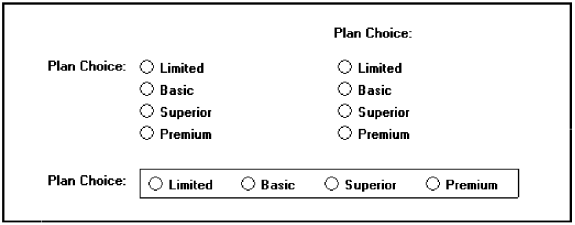 Plan Choice:
Plan Choice: Limited Limited
Basic Basic
Superior Superior
Premium Premium
Plan Choice: Limited Basic Superior Premium